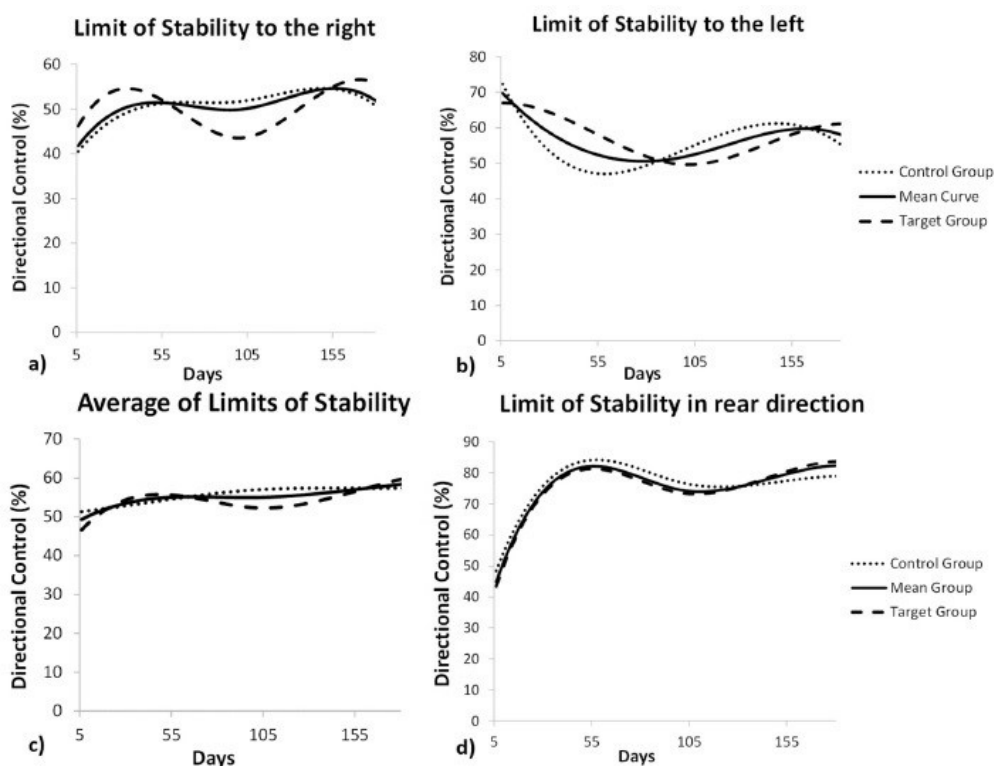 Limit of Stability to the right
Directional Control (%)
60
50
40
30
20
10
0
5 55 105 155
Days
a)
Limit of Stability to the left
Directional Control (%)
80
70
60
50
40
30
20
10
0
5 55 105 155
Days
b)
Control Group
Mean Curve
Target Group
Average of Limits of Stability
Directional Control (%)
70
60
50
40
30
20
10
0
5 55 105 155
Days
c)
Limit of Stability in rear direction
Directional Control (%)
90
80
70
60
50
40
30
20
10
0
5 55 105 155
Days
d)
Control Group
Mean Group
Target Group